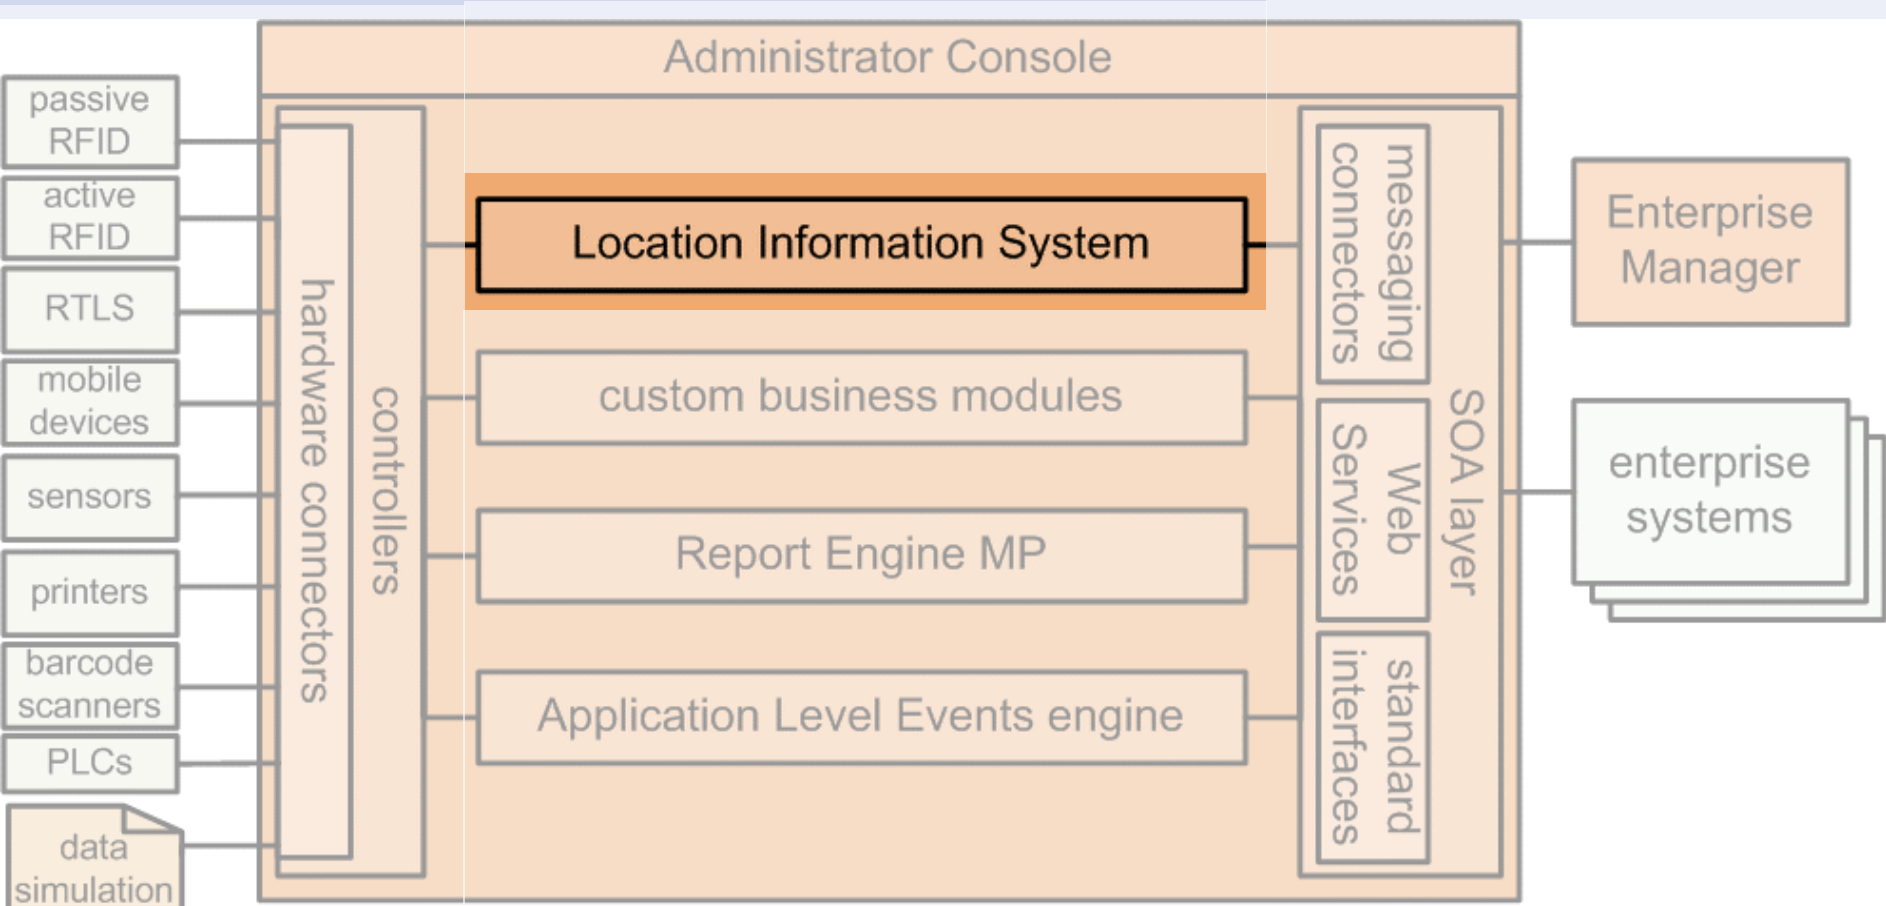 Administrator Console
passive
RFID
active
RFID
RTLS
mobile
devices
sensors
printers
barcode
scanners
PLCs
data
simulation
hardware connectors
controllers
Location Information System
custom business modules
Report Engine MP
Application Level Events engine
messaging
connectors
Web
Services
standard
interfaces
SOA layer
Enterprise
Manager
enterprise
systems